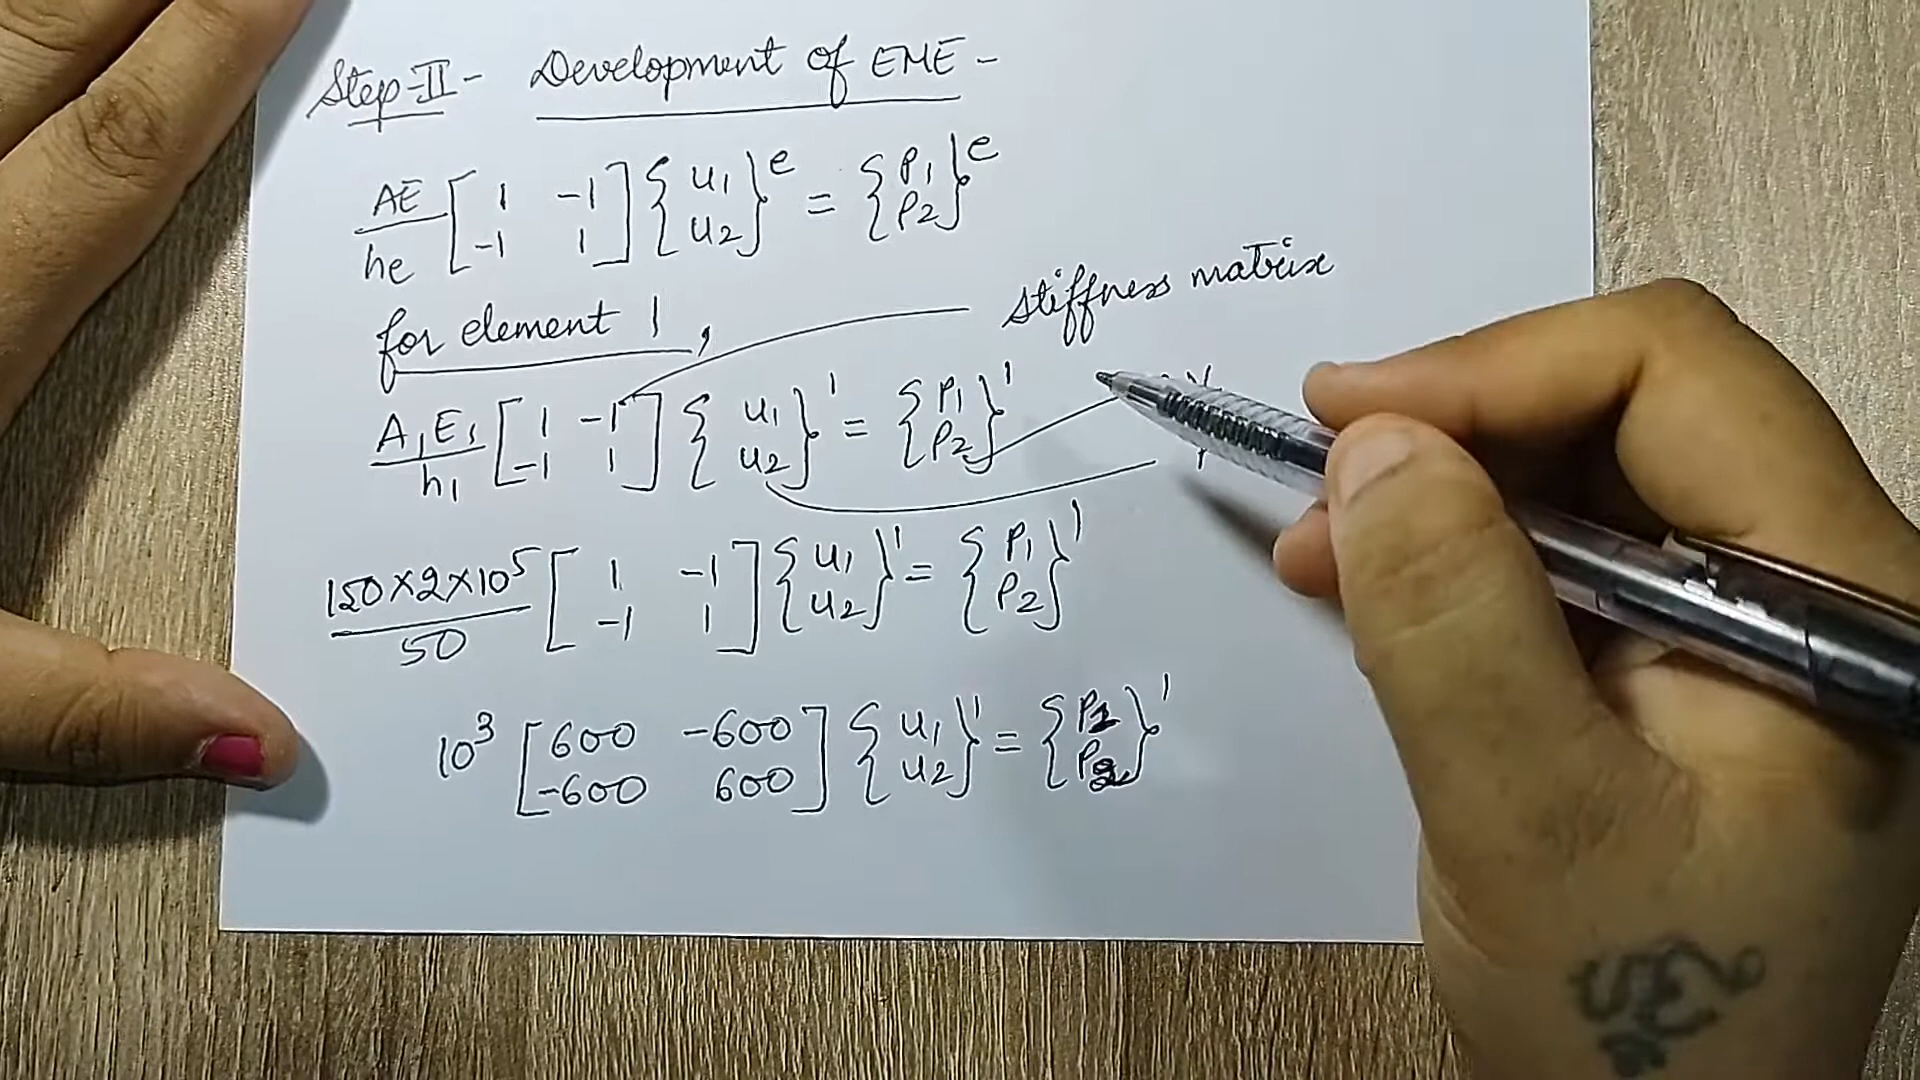 Step-II - Development of EME -
AE/he [1 -1; -1 1] {u1; u2}^e = {P1; P2}^e
for element 1, stiffness matrix
A1E1/h1 [1 -1; -1 1] {u1; u2}^1 = {P1; P2}^1
150×2×10^5/50 [1 -1; -1 1] {u1; u2}^1 = {P1; P2}^1
10^3 [600 -600; -600 600] {u1; u2}^1 = {P1; P2}^1